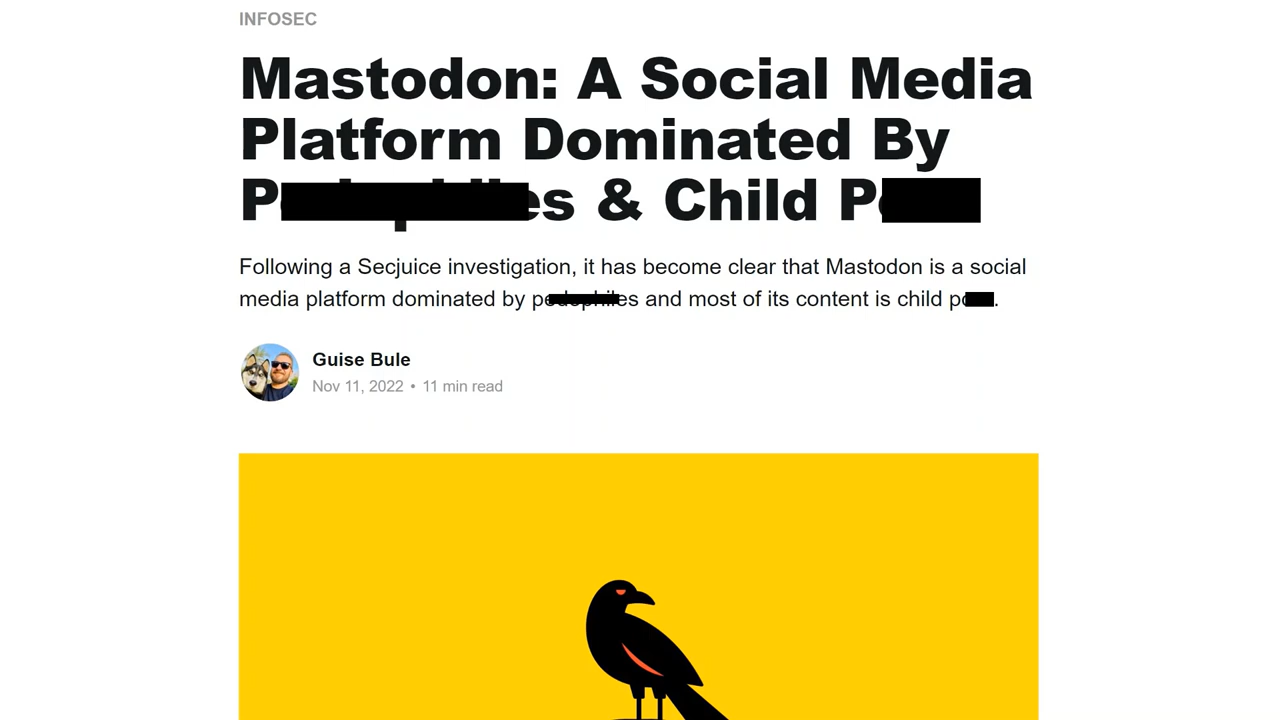 INFOSEC
Mastodon: A Social Media
Platform Dominated By
& Child
Following a Secjuice investigation, it has become clear that Mastodon is a social
media platform dominated by pedophiles and most of its content is child
Guise Bule
Nov 11, 2022 • 11 min read